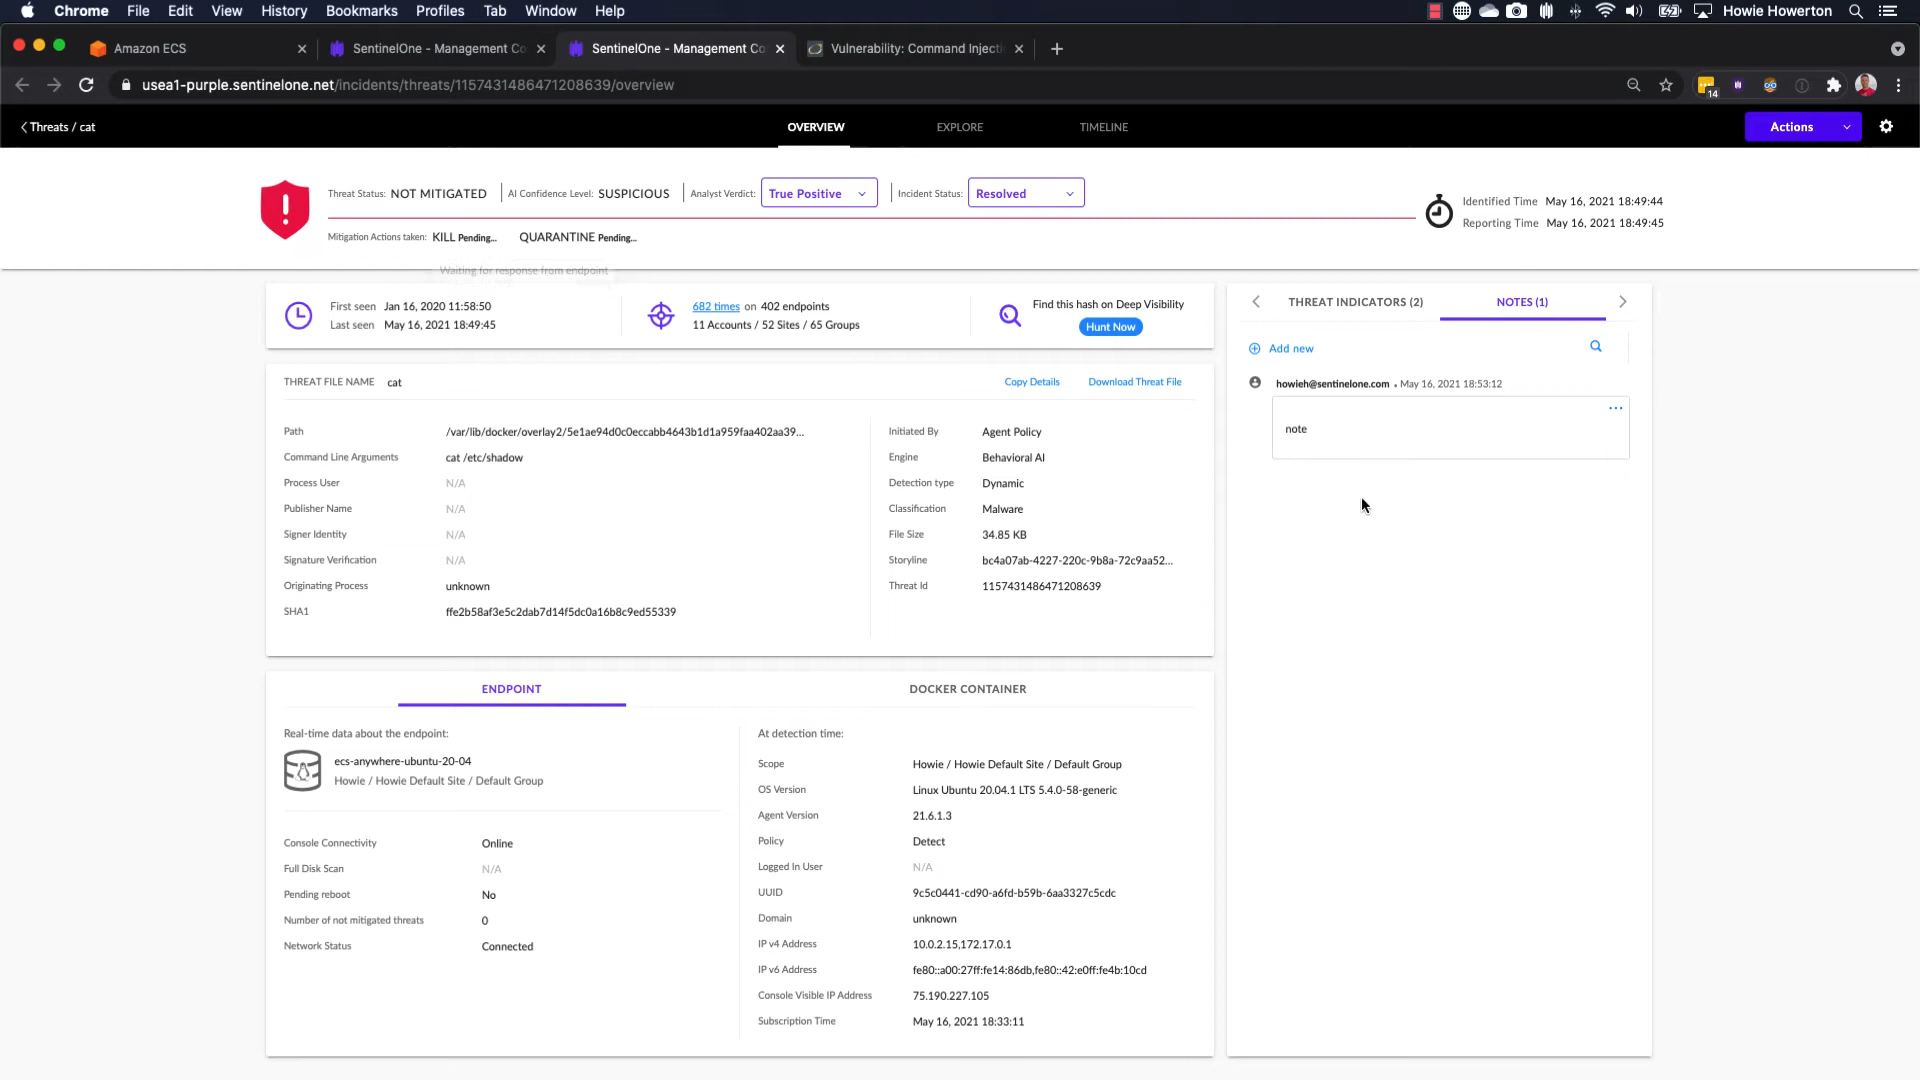 Chrome File Edit View History Bookmarks Profiles Tab Window Help Howie Howerton
Amazon ECS SentinelOne - Management Co SentinelOne - Management Co Vulnerability: Command Injecti
usea1-purple.sentinelone.net/incidents/threats/1157431486471208639/overview 14
Threats / cat OVERVIEW EXPLORE TIMELINE Actions
Threat Status: NOT MITIGATED AI Confidence Level: SUSPICIOUS Analyst Verdict: True Positive Incident Status: Resolved
Identified Time May 16, 2021 18:49:44
Reporting Time May 16, 2021 18:49:45
Mitigation Actions taken: KILL Pending... QUARANTINE Pending...
Waiting for response from endpoint
First seen Jan 16, 2020 11:58:50
Last seen May 16, 2021 18:49:45
682 times on 402 endpoints
11 Accounts / 52 Sites / 65 Groups
Find this hash on Deep Visibility
Hunt Now
THREAT INDICATORS (2) NOTES (1)
Add new
howieh@sentinelone.com • May 16, 2021 18:53:12
...
note
THREAT FILE NAME cat Copy Details Download Threat File
Path /var/lib/docker/overlay2/5e1ae94d0c0eccabb4643b1d1a959faa402aa39...
Command Line Arguments cat /etc/shadow
Process User N/A
Publisher Name N/A
Signer Identity N/A
Signature Verification N/A
Originating Process unknown
SHA1 ffe2b58af3e5c2dab7d14f5dc0a16b8c9ed55339
Initiated By Agent Policy
Engine Behavioral AI
Detection type Dynamic
Classification Malware
File Size 34.85 KB
Storyline bc4a07ab-4227-220c-9b8a-72c9aa52...
Threat Id 1157431486471208639
ENDPOINT DOCKER CONTAINER
Real-time data about the endpoint:
ecs-anywhere-ubuntu-20-04
Howie / Howie Default Site / Default Group
Console Connectivity Online
Full Disk Scan N/A
Pending reboot No
Number of not mitigated threats 0
Network Status Connected
At detection time:
Scope Howie / Howie Default Site / Default Group
OS Version Linux Ubuntu 20.04.1 LTS 5.4.0-58-generic
Agent Version 21.6.1.3
Policy Detect
Logged In User N/A
UUID 9c5c0441-cd90-a6fd-b59b-6aa3327c5cdc
Domain unknown
IP v4 Address 10.0.2.15,172.17.0.1
IP v6 Address fe80::a00:27ff:fe14:86db,fe80::42:e0ff:fe4b:10cd
Console Visible IP Address 75.190.227.105
Subscription Time May 16, 2021 18:33:11